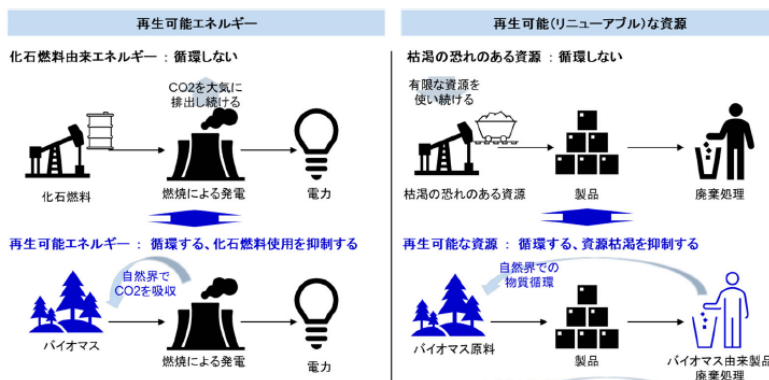 再生可能エネルギー
化石燃料由来エネルギー：循環しない
CO2を大気に
排出し続ける
化石燃料
燃焼による発電
電力
再生可能エネルギー： 循環する、化石燃料使用を抑制する
自然界で
CO2を吸収
バイオマス
燃焼による発電
電力
再生可能(リニューアブル)な資源
枯渇の恐れのある資源：循環しない
有限な資源を
使い続ける
枯渇の恐れのある資源
製品
廃棄処理
再生可能な資源： 循環する、資源枯渇を抑制する
自然界での
物質循環
バイオマス原料
製品
バイオマス由来製品
廃棄処理